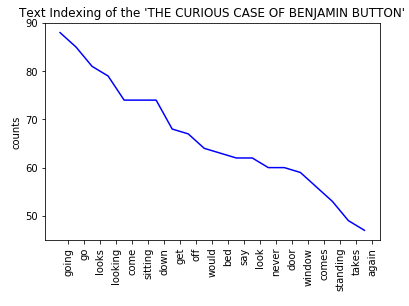 Text Indexing of the 'THE CURIOUS CASE OF BENJAMIN BUTTON'
90
80
70
60
50
counts
going
go
looks
looking
come
sitting
down
get
off
would
bed
say
look
never
door
window
comes
standing
takes
again